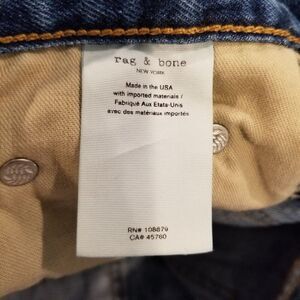 rag & bone
NEW YORK
Made in the USA
with imported materials /
Fabriqué Aux Etats-Unis
avec des matériaux importés
RN# 108879
CA# 45760